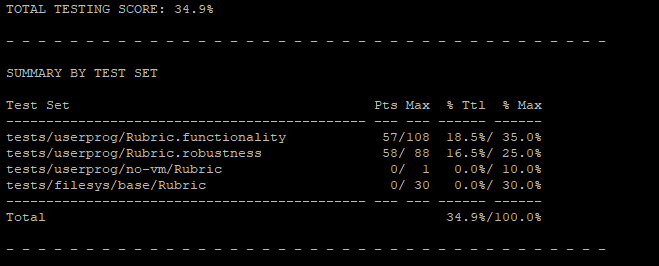 TOTAL TESTING SCORE: 34.9%
- - - - - - - - - - - - - - - - - - - - - - - - - - - - - - - - - - - - - -
SUMMARY BY TEST SET
Test Set                                      Pts Max  % Ttl  % Max
--------------------------------------------- --- --- ------ ------
tests/userprog/Rubric.functionality            57/108  18.5%/ 35.0%
tests/userprog/Rubric.robustness               58/ 88  16.5%/ 25.0%
tests/userprog/no-vm/Rubric                     0/  1   0.0%/ 10.0%
tests/filesys/base/Rubric                       0/ 30   0.0%/ 30.0%
--------------------------------------------- --- --- ------ ------
Total                                                  34.9%/100.0%
- - - - - - - - - - - - - - - - - - - - - - - - - - - - - - - - - - - - - -